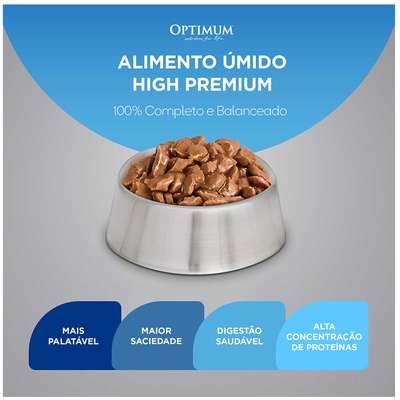 OPTIMUM
ALIMENTO ÚMIDO
HIGH PREMIUM
100% Completo e Balanceado
MAIS
PALATÁVEL
MAIOR
SACIEDADE
DIGESTÃO
SAUDÁVEL
ALTA
CONCENTRAÇÃO
DE PROTEÍNAS